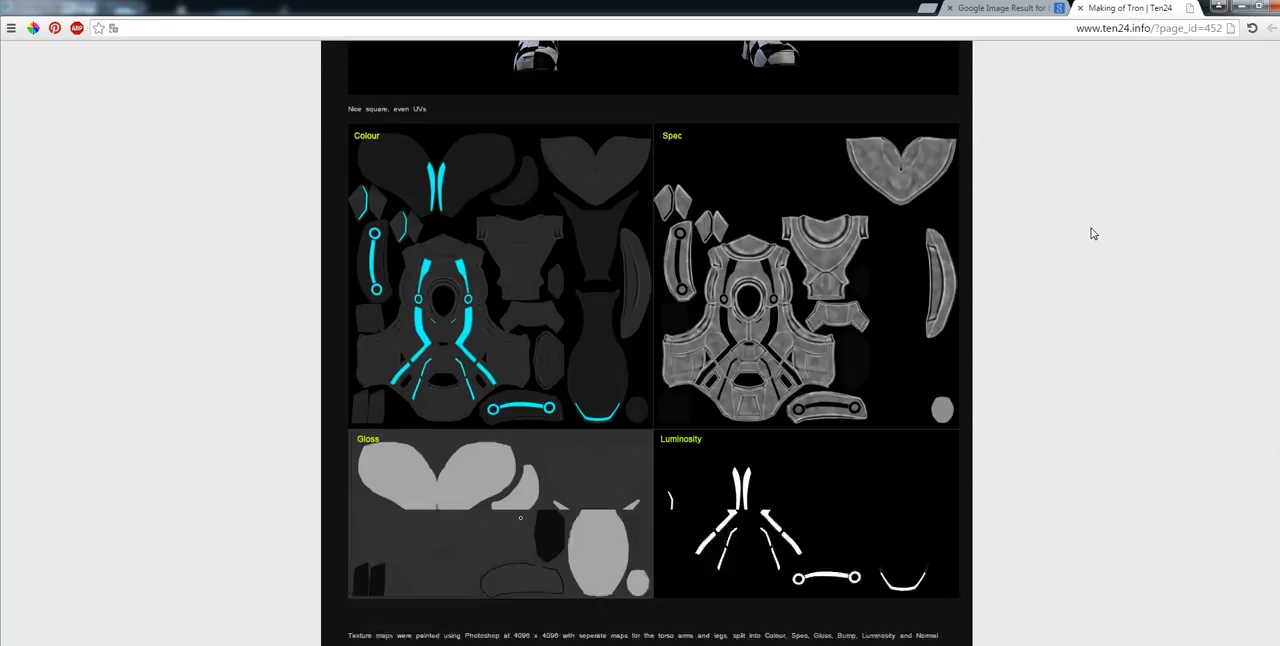 Google Image Result for
Making of Tron | Ten24
www.ten24.org/?page_id=452
ABP
Nice square, even UVs
Colour
Spec
Gloss
Luminosity
Texture maps were painted using Photoshop at 4096 x 4096 with seperate maps for the torso arms and legs, split into Colour, Spec, Gloss, Bump, Luminosity and Normal